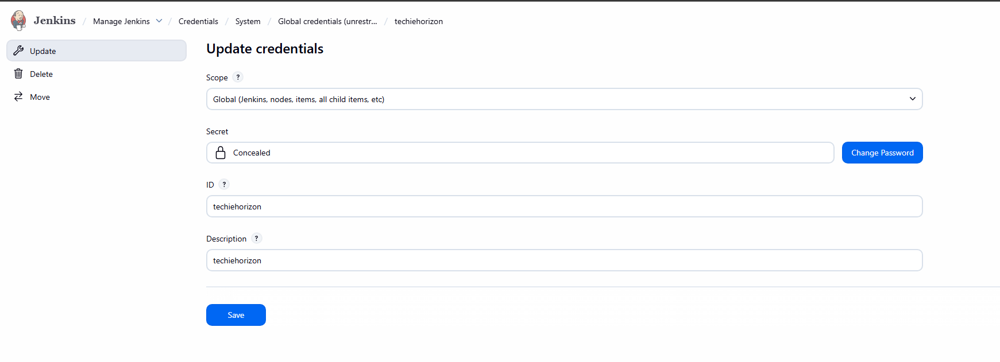 Jenkins / Manage Jenkins / Credentials / System / Global credentials (unrestr... / techiehorizon
Update
Delete
Move
Update credentials
Scope ?
Global (Jenkins, nodes, items, all child items, etc)
Secret
Concealed
Change Password
ID ?
techiehorizon
Description ?
techiehorizon
Save